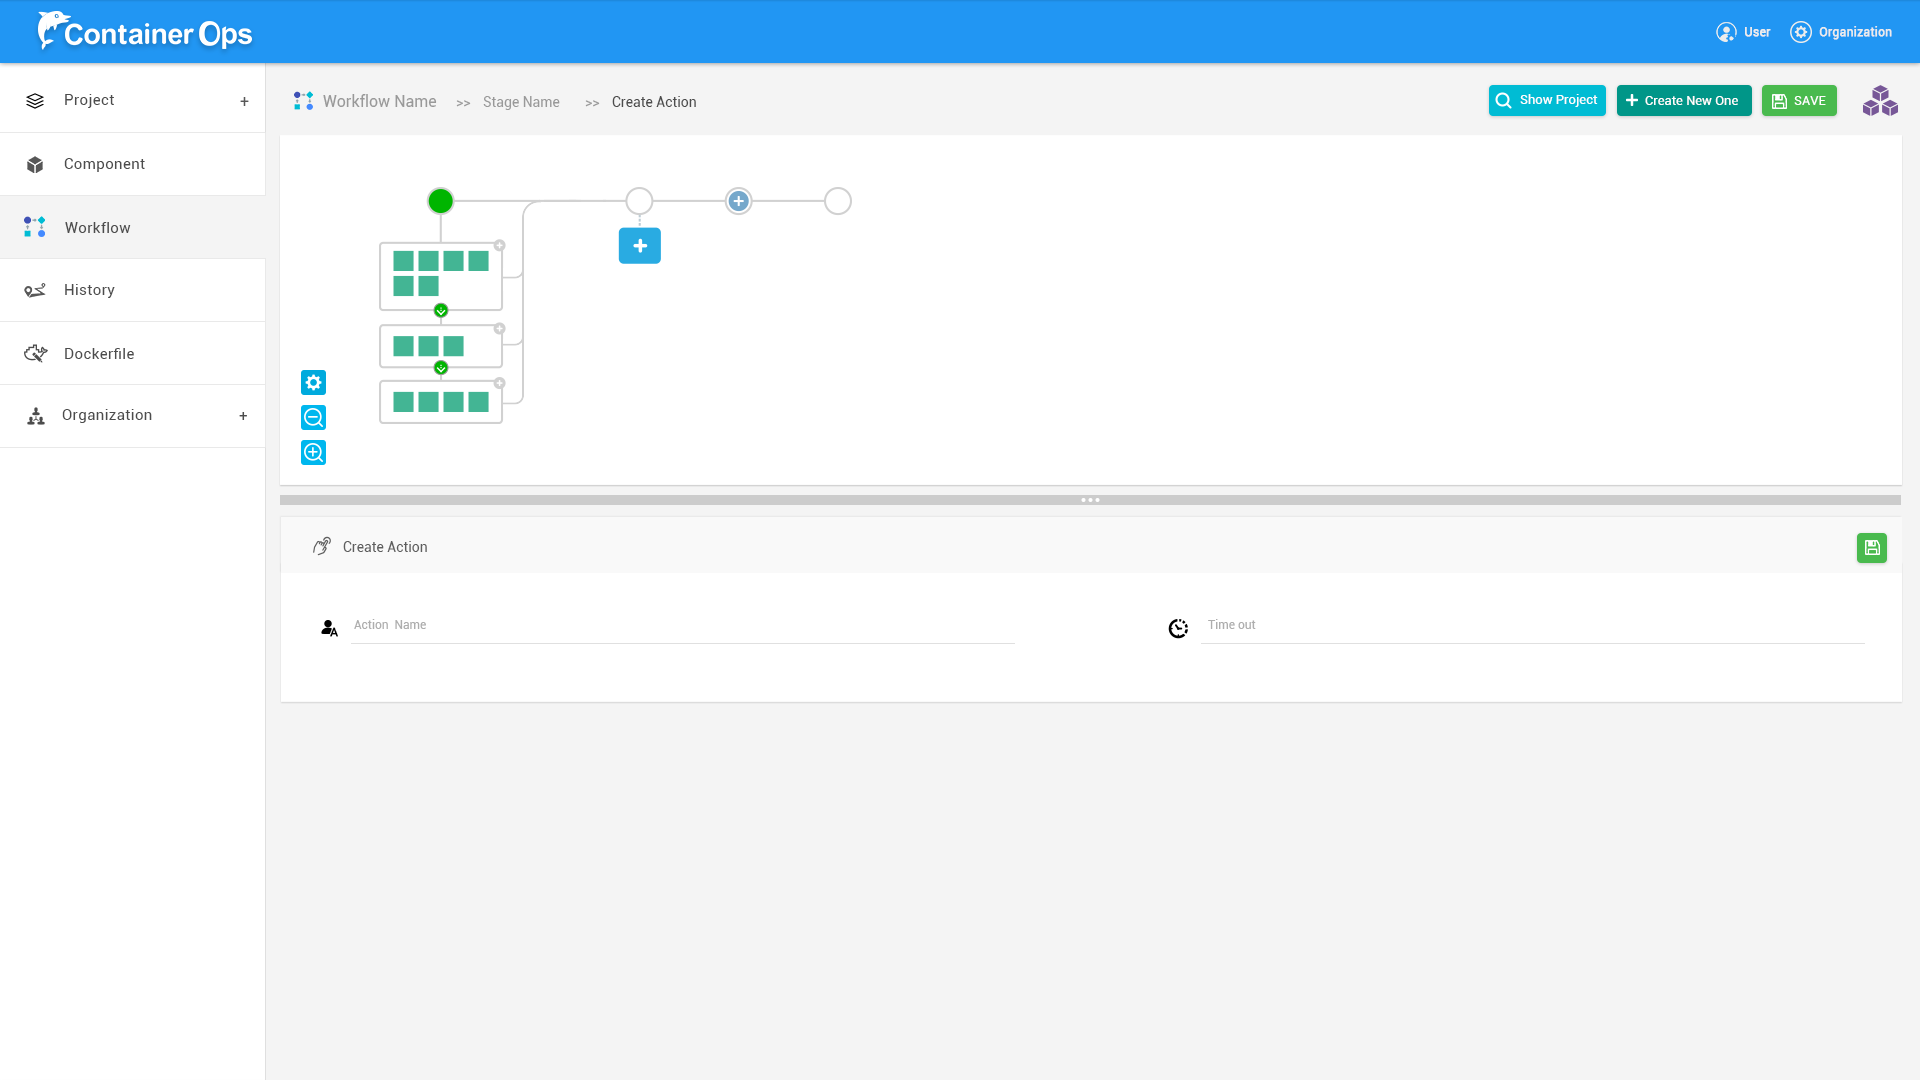 Container Ops
User
Organization
Project +
Component
Workflow
History
Dockerfile
Organization +
Workflow Name >> Stage Name >> Create Action
Show Project
Create New One
SAVE
Create Action
Action Name
Time out